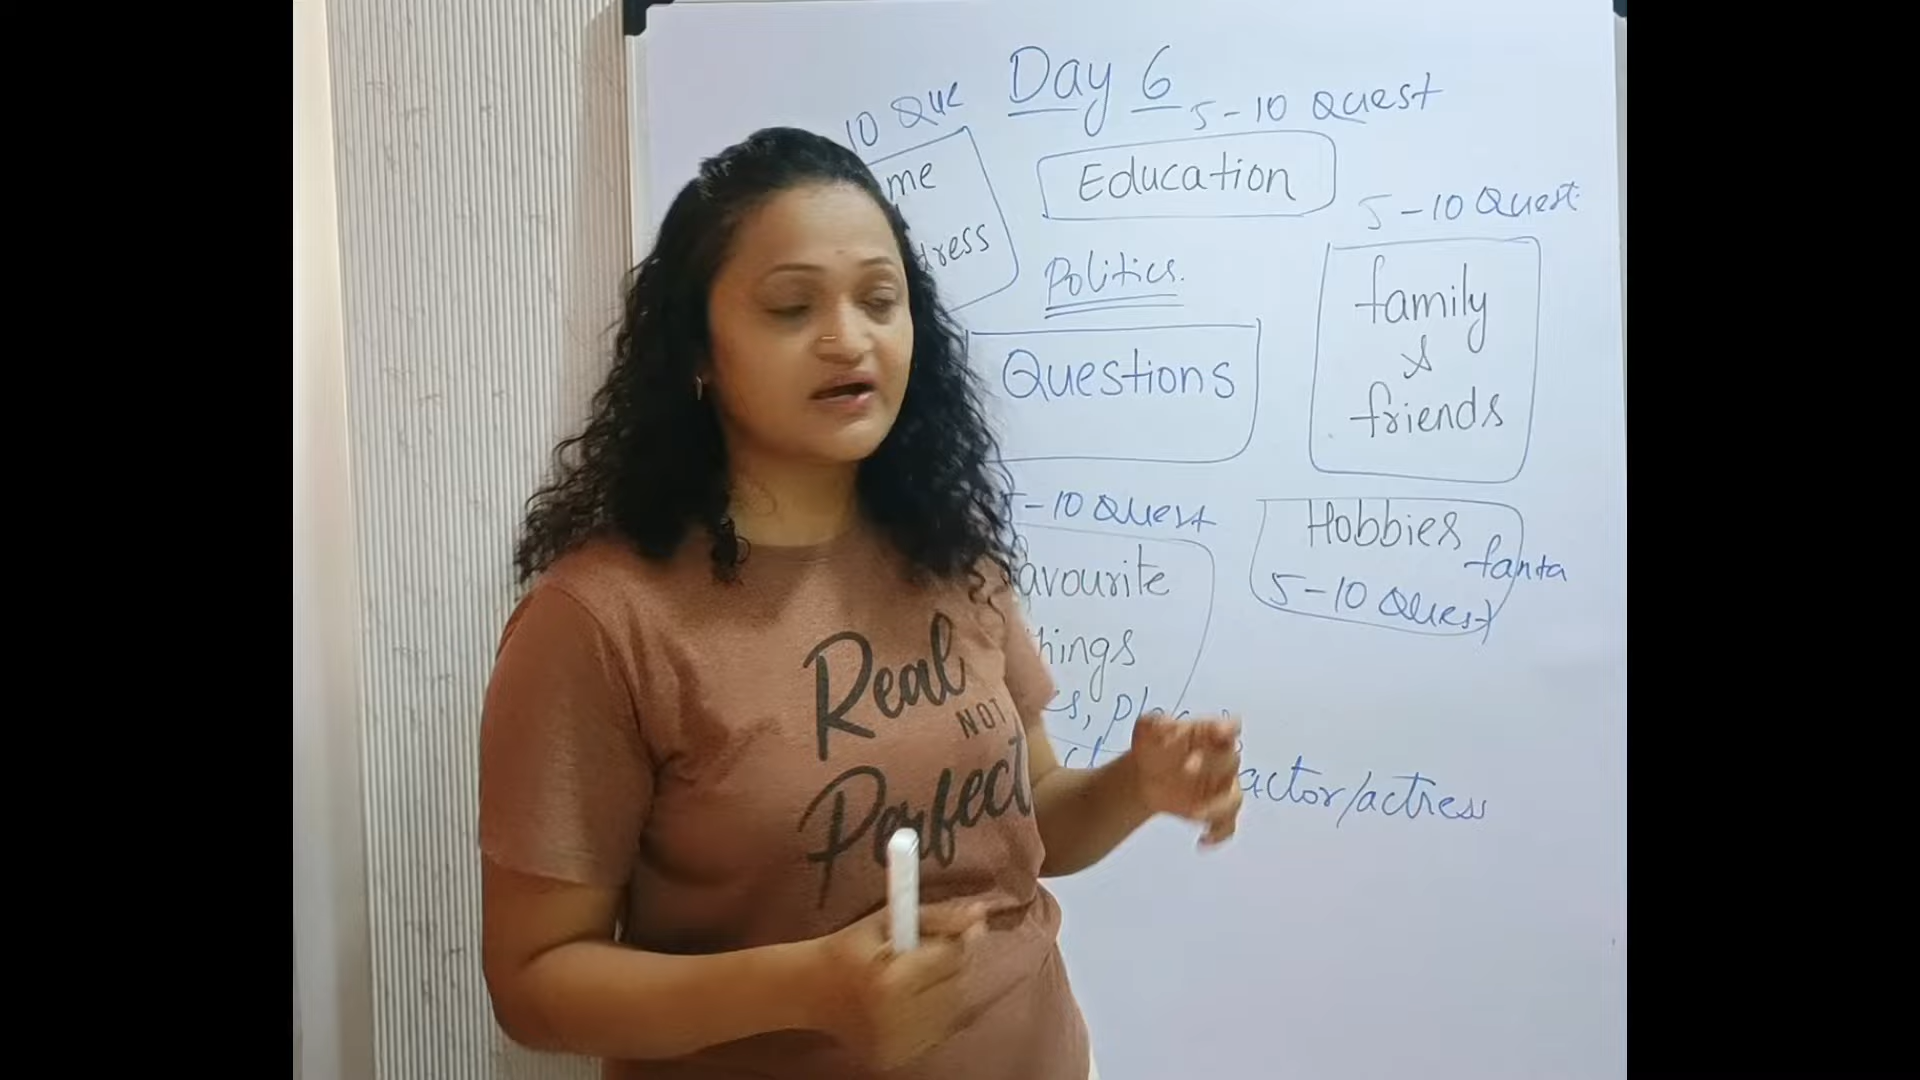 Day 6
10 Que
5-10 Quest
me
dress
Education
5-10 Quest
Politics.
family
&
friends
Questions
5-10 Quest
avourite
hings
Hobbies
fanta
5-10 Quest
actor/actress
Real
NOT
Perfect